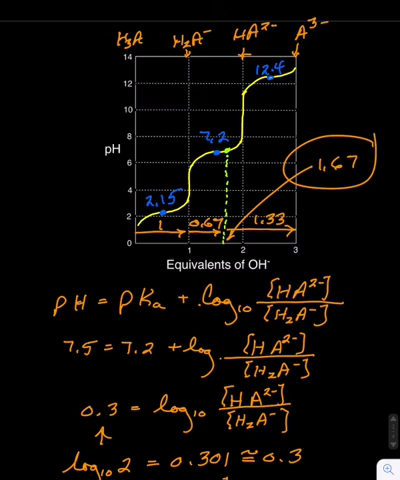 H₃A H₂A⁻ HA²⁻ A³⁻
14
12.4
12
10
8
7.2
pH
6
1.67
4
2.15
2
1 0.67 1.33
0
0 1 2 3
Equivalents of OH⁻
pH = pKa + log₁₀ [HA²⁻]/[H₂A⁻]
7.5 = 7.2 + log [HA²⁻]/[H₂A⁻]
0.3 = log₁₀ [HA²⁻]/[H₂A⁻]
log₁₀ 2 = 0.301 ≅ 0.3